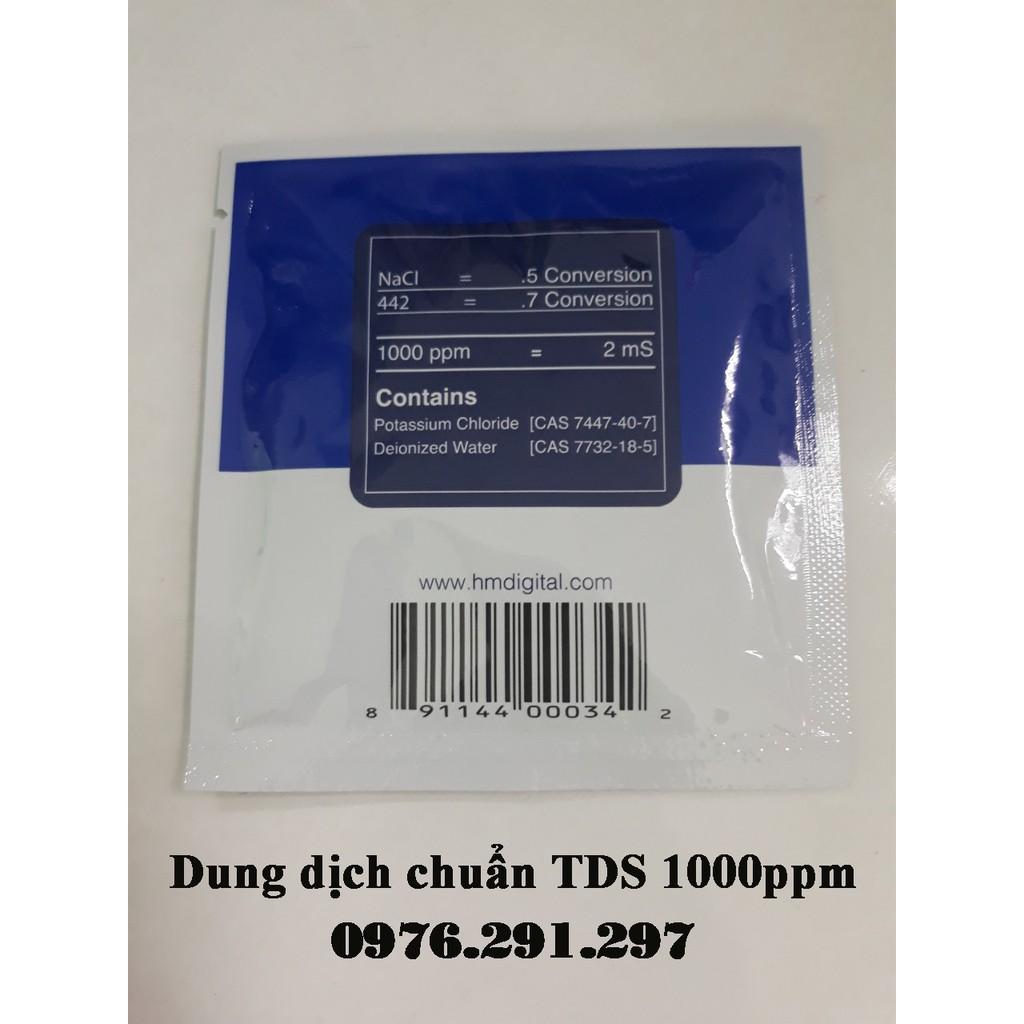 NaCl = .5 Conversion
442 = .7 Conversion
1000 ppm = 2 mS
Contains
Potassium Chloride [CAS 7447-40-7]
Deionized Water [CAS 7732-18-5]
www.hmdigital.com
8 91144 00034 2
Dung dịch chuẩn TDS 1000ppm
0976.291.297